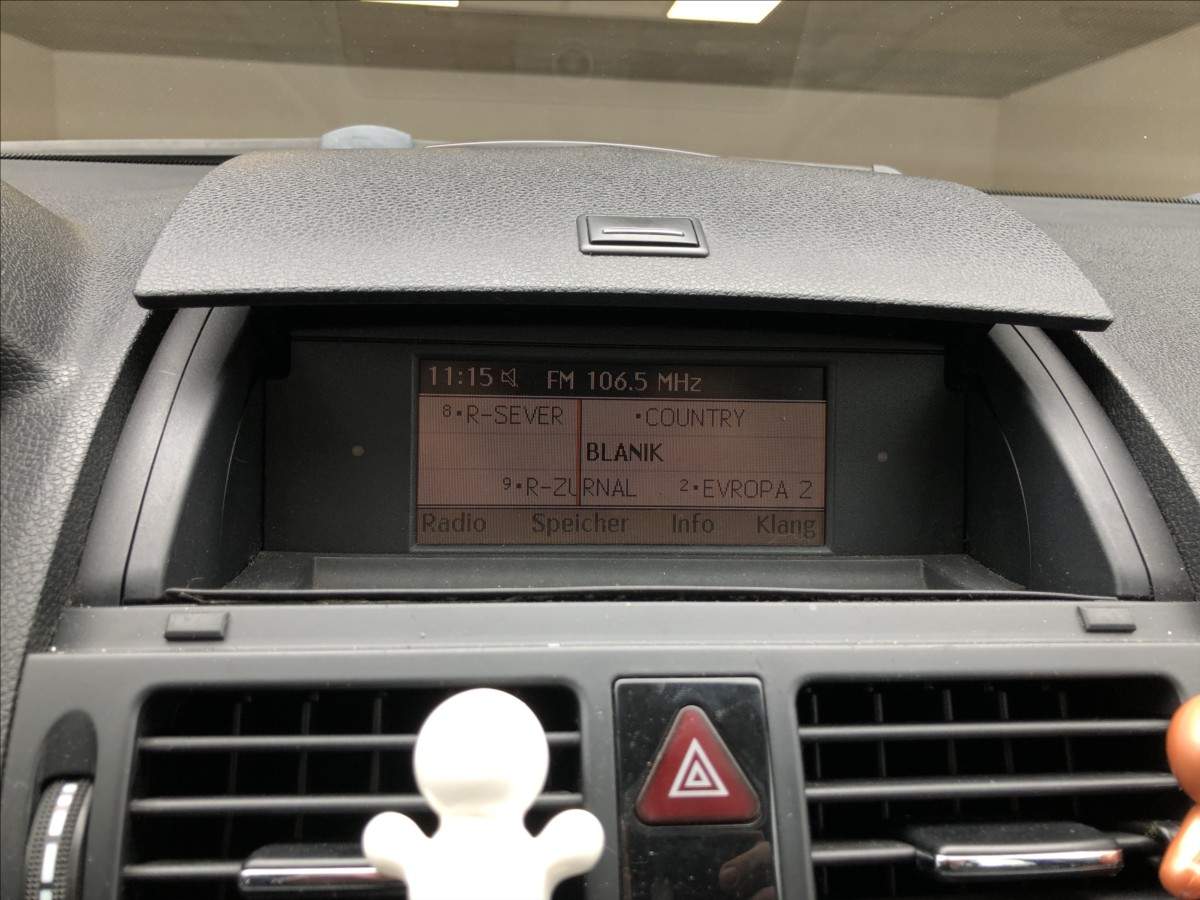 11:15 FM 106.5 MHz
8 •R-SEVER •COUNTRY
BLANIK
9 •R-ZURNAL 2 •EVROPA 2
Radio Speicher Info Klang